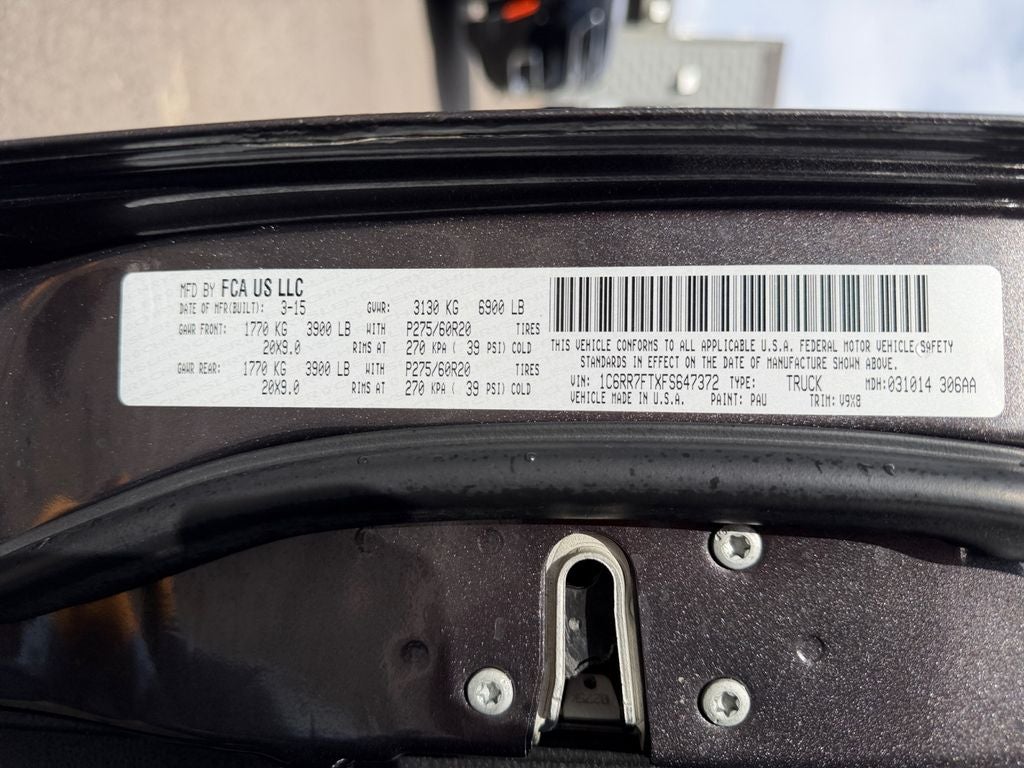 MFD BY FCA US LLC
DATE OF MFR(BUILT): 3-15 GVWR: 3130 KG 6900 LB
GAWR FRONT: 1770 KG 3900 LB WITH P275/60R20 TIRES
20X9.0 RIMS AT 270 KPA ( 39 PSI) COLD
GAWR REAR: 1770 KG 3900 LB WITH P275/60R20 TIRES
20X9.0 RIMS AT 270 KPA ( 39 PSI) COLD
THIS VEHICLE CONFORMS TO ALL APPLICABLE U.S.A. FEDERAL MOTOR VEHICLE SAFETY
STANDARDS IN EFFECT ON THE DATE OF MANUFACTURE SHOWN ABOVE.
VIN: 1C6RR7FTXFS647372 TYPE: TRUCK MDH:031014 306AA
VEHICLE MADE IN U.S.A. PAINT: PAU TRIM: V9X8